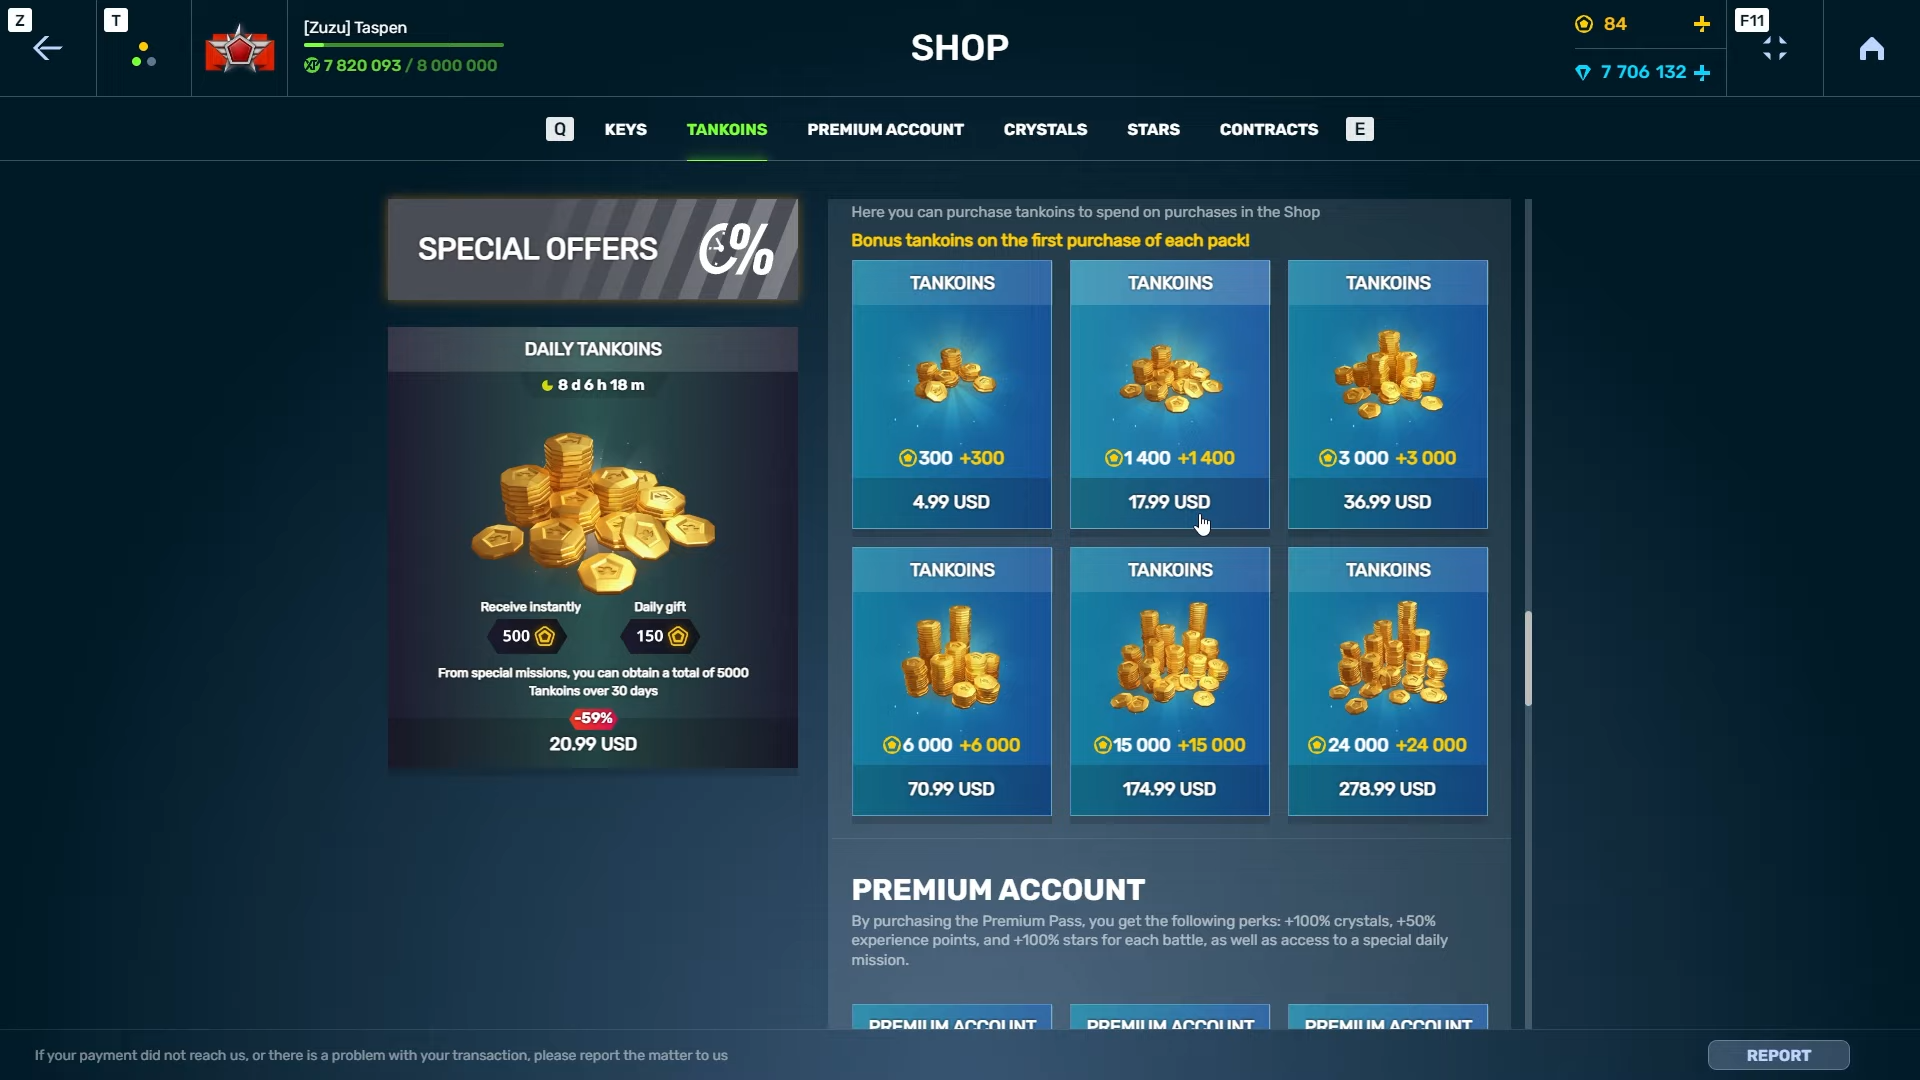 Z
T
[Zuzu] Taspen
XP 7 820 093 / 8 000 000
SHOP
84
7 706 132
F11
Q
KEYS
TANKOINS
PREMIUM ACCOUNT
CRYSTALS
STARS
CONTRACTS
E
SPECIAL OFFERS
%
DAILY TANKOINS
8 d 6 h 18 m
Receive instantly
Daily gift
500
150
From special missions, you can obtain a total of 5000
Tankoins over 30 days
-59%
20.99 USD
Here you can purchase tankoins to spend on purchases in the Shop
Bonus tankoins on the first purchase of each pack!
TANKOINS
300 +300
4.99 USD
TANKOINS
1 400 +1 400
17.99 USD
TANKOINS
3 000 +3 000
36.99 USD
TANKOINS
6 000 +6 000
70.99 USD
TANKOINS
15 000 +15 000
174.99 USD
TANKOINS
24 000 +24 000
278.99 USD
PREMIUM ACCOUNT
By purchasing the Premium Pass, you get the following perks: +100% crystals, +50%
experience points, and +100% stars for each battle, as well as access to a special daily
mission.
PREMIUM ACCOUNT
PREMIUM ACCOUNT
PREMIUM ACCOUNT
If your payment did not reach us, or there is a problem with your transaction, please report the matter to us
REPORT